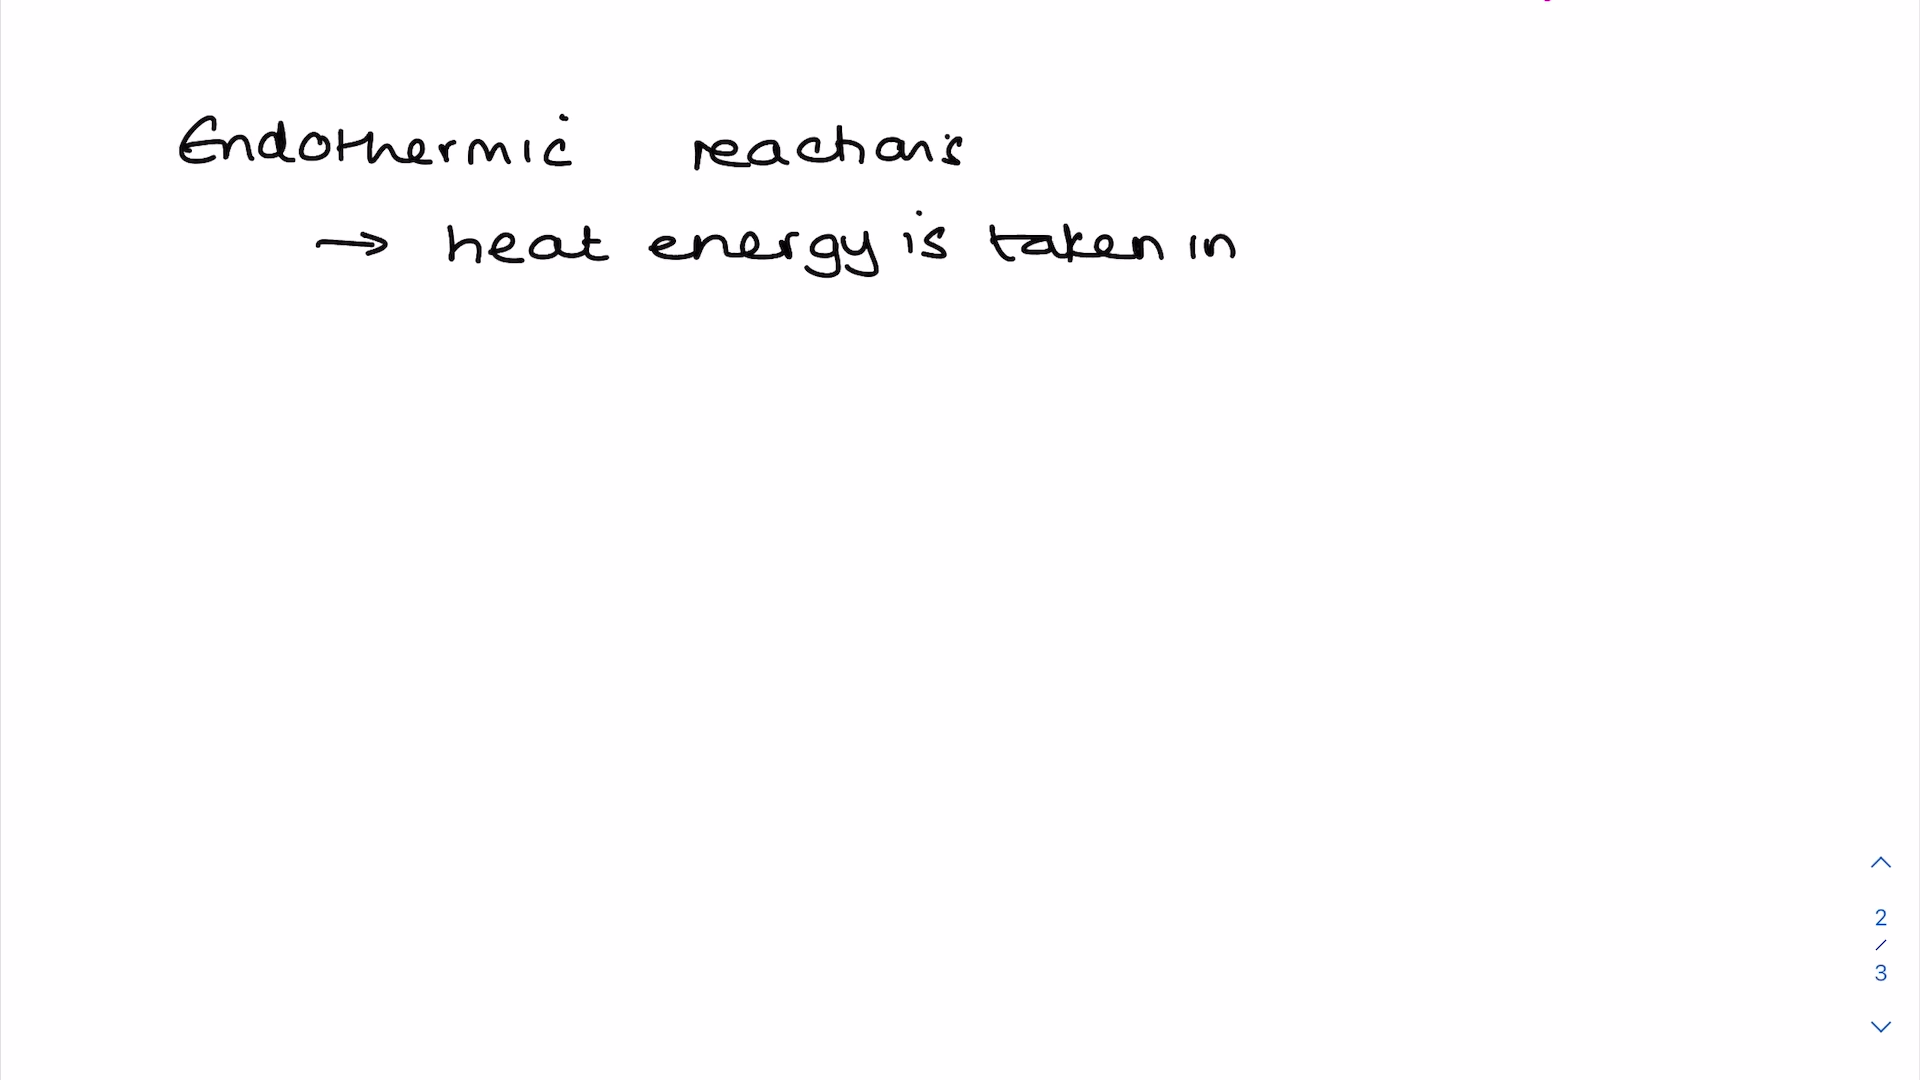 Endothermic reactions
→ heat energy is taken in
2
/
3